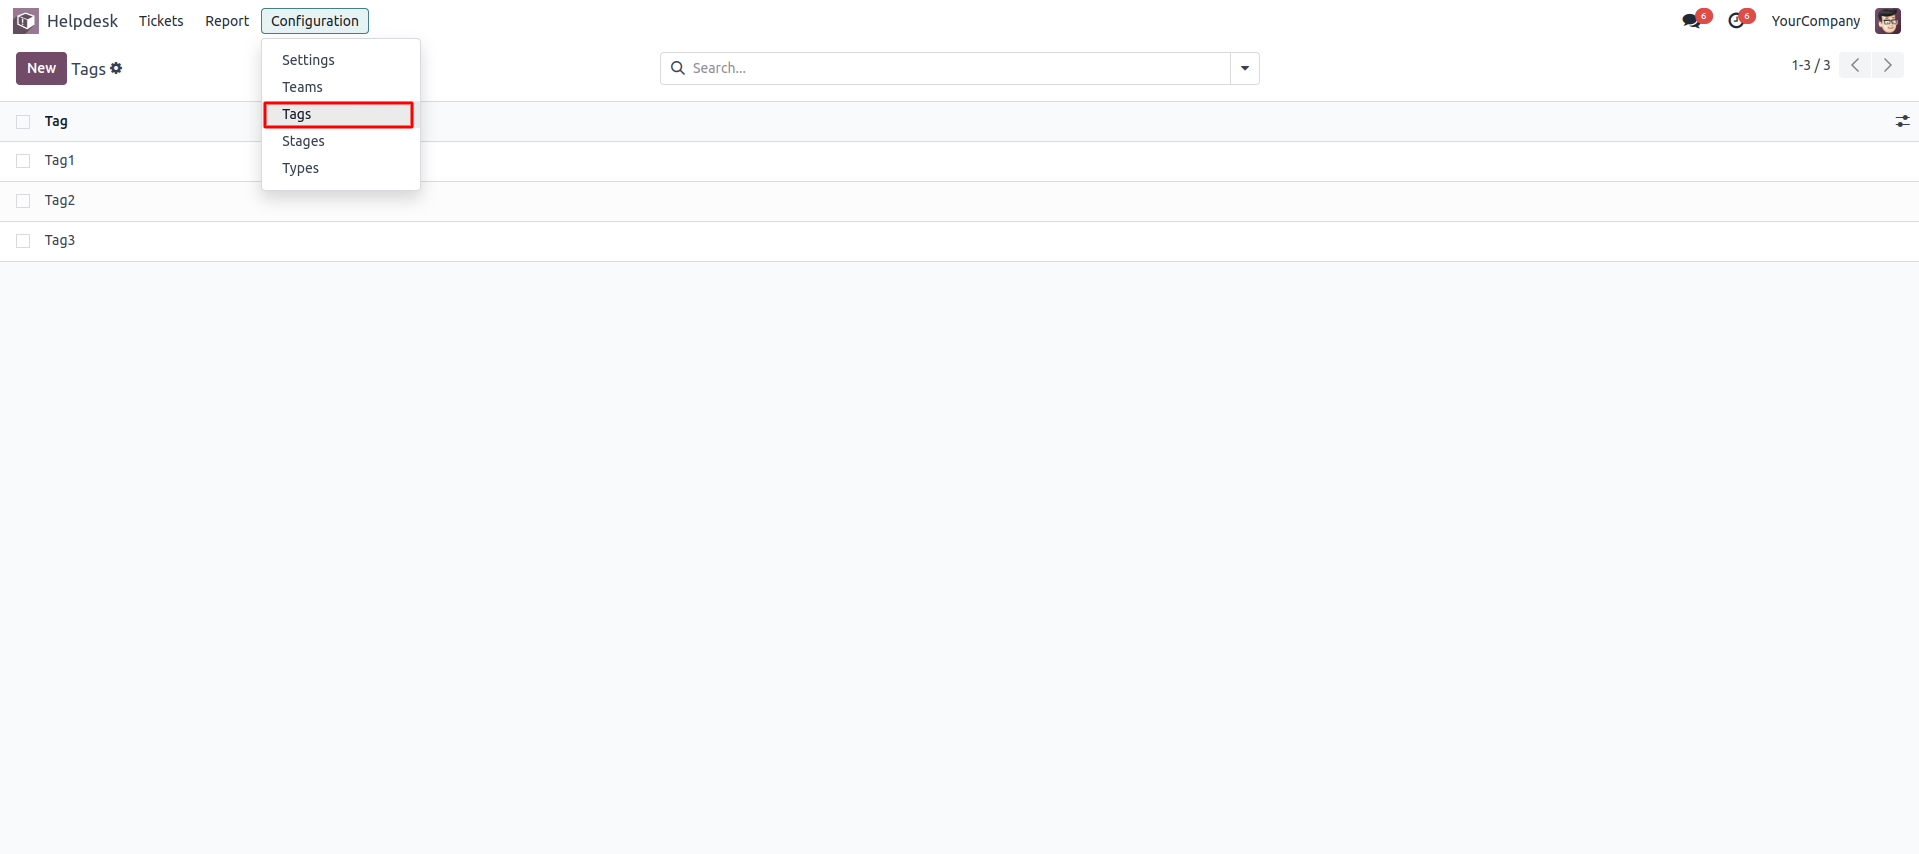 Helpdesk Tickets Report Configuration 6 6 YourCompany
New Tags Search... 1-3 / 3
Settings
Teams
Tags
Stages
Types
Tag
Tag1
Tag2
Tag3